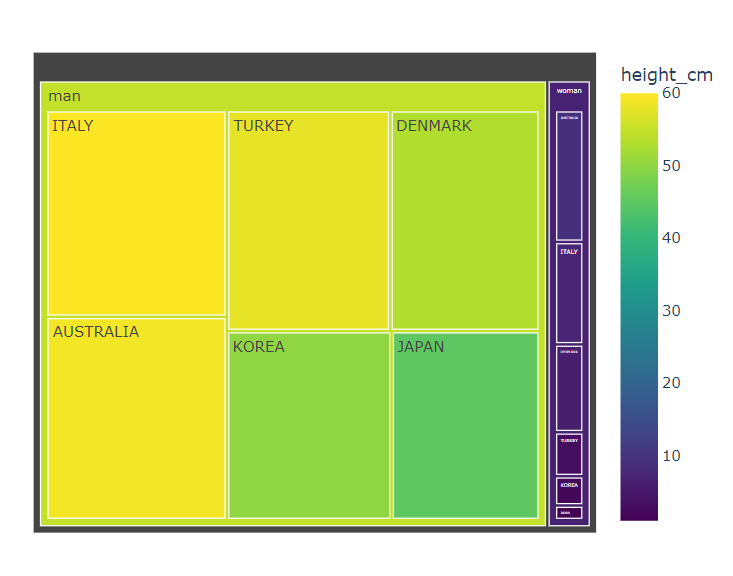 height_cm
man
woman
ITALY
TURKEY
DENMARK
AUSTRALIA
KOREA
JAPAN
AUSTRALIA
ITALY
DENMARK
TURKEY
KOREA
JAPAN
60
50
40
30
20
10